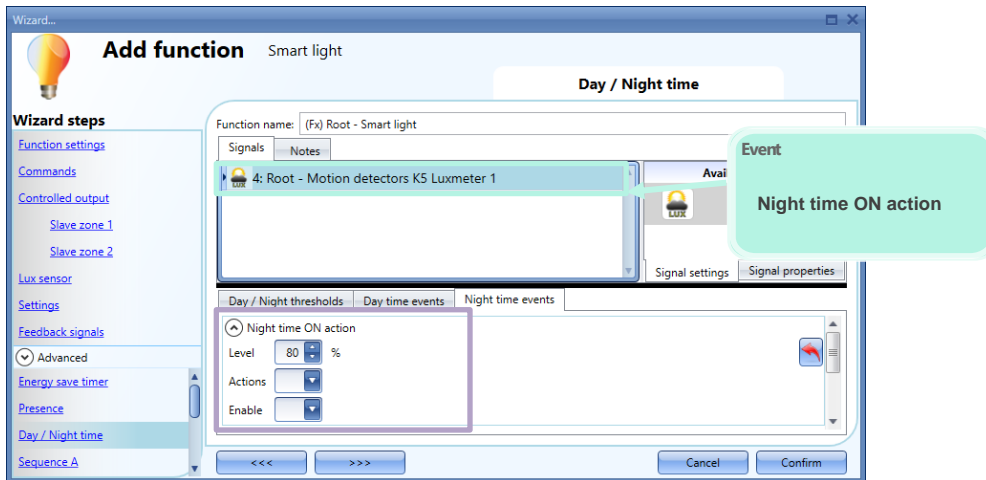 Wizard...
Add function Smart light
Day / Night time
Wizard steps
Function settings
Commands
Controlled output
Slave zone 1
Slave zone 2
Lux sensor
Settings
Feedback signals
Advanced
Energy save timer
Presence
Day / Night time
Sequence A
Function name: (Fx) Root - Smart light
Signals Notes
LUX 4: Root - Motion detectors K5 Luxmeter 1
Avai
LUX
Signal settings Signal properties
Event
Night time ON action
Day / Night thresholds Day time events Night time events
Night time ON action
Level 80 %
Actions
Enable
<<< >>> Cancel Confirm